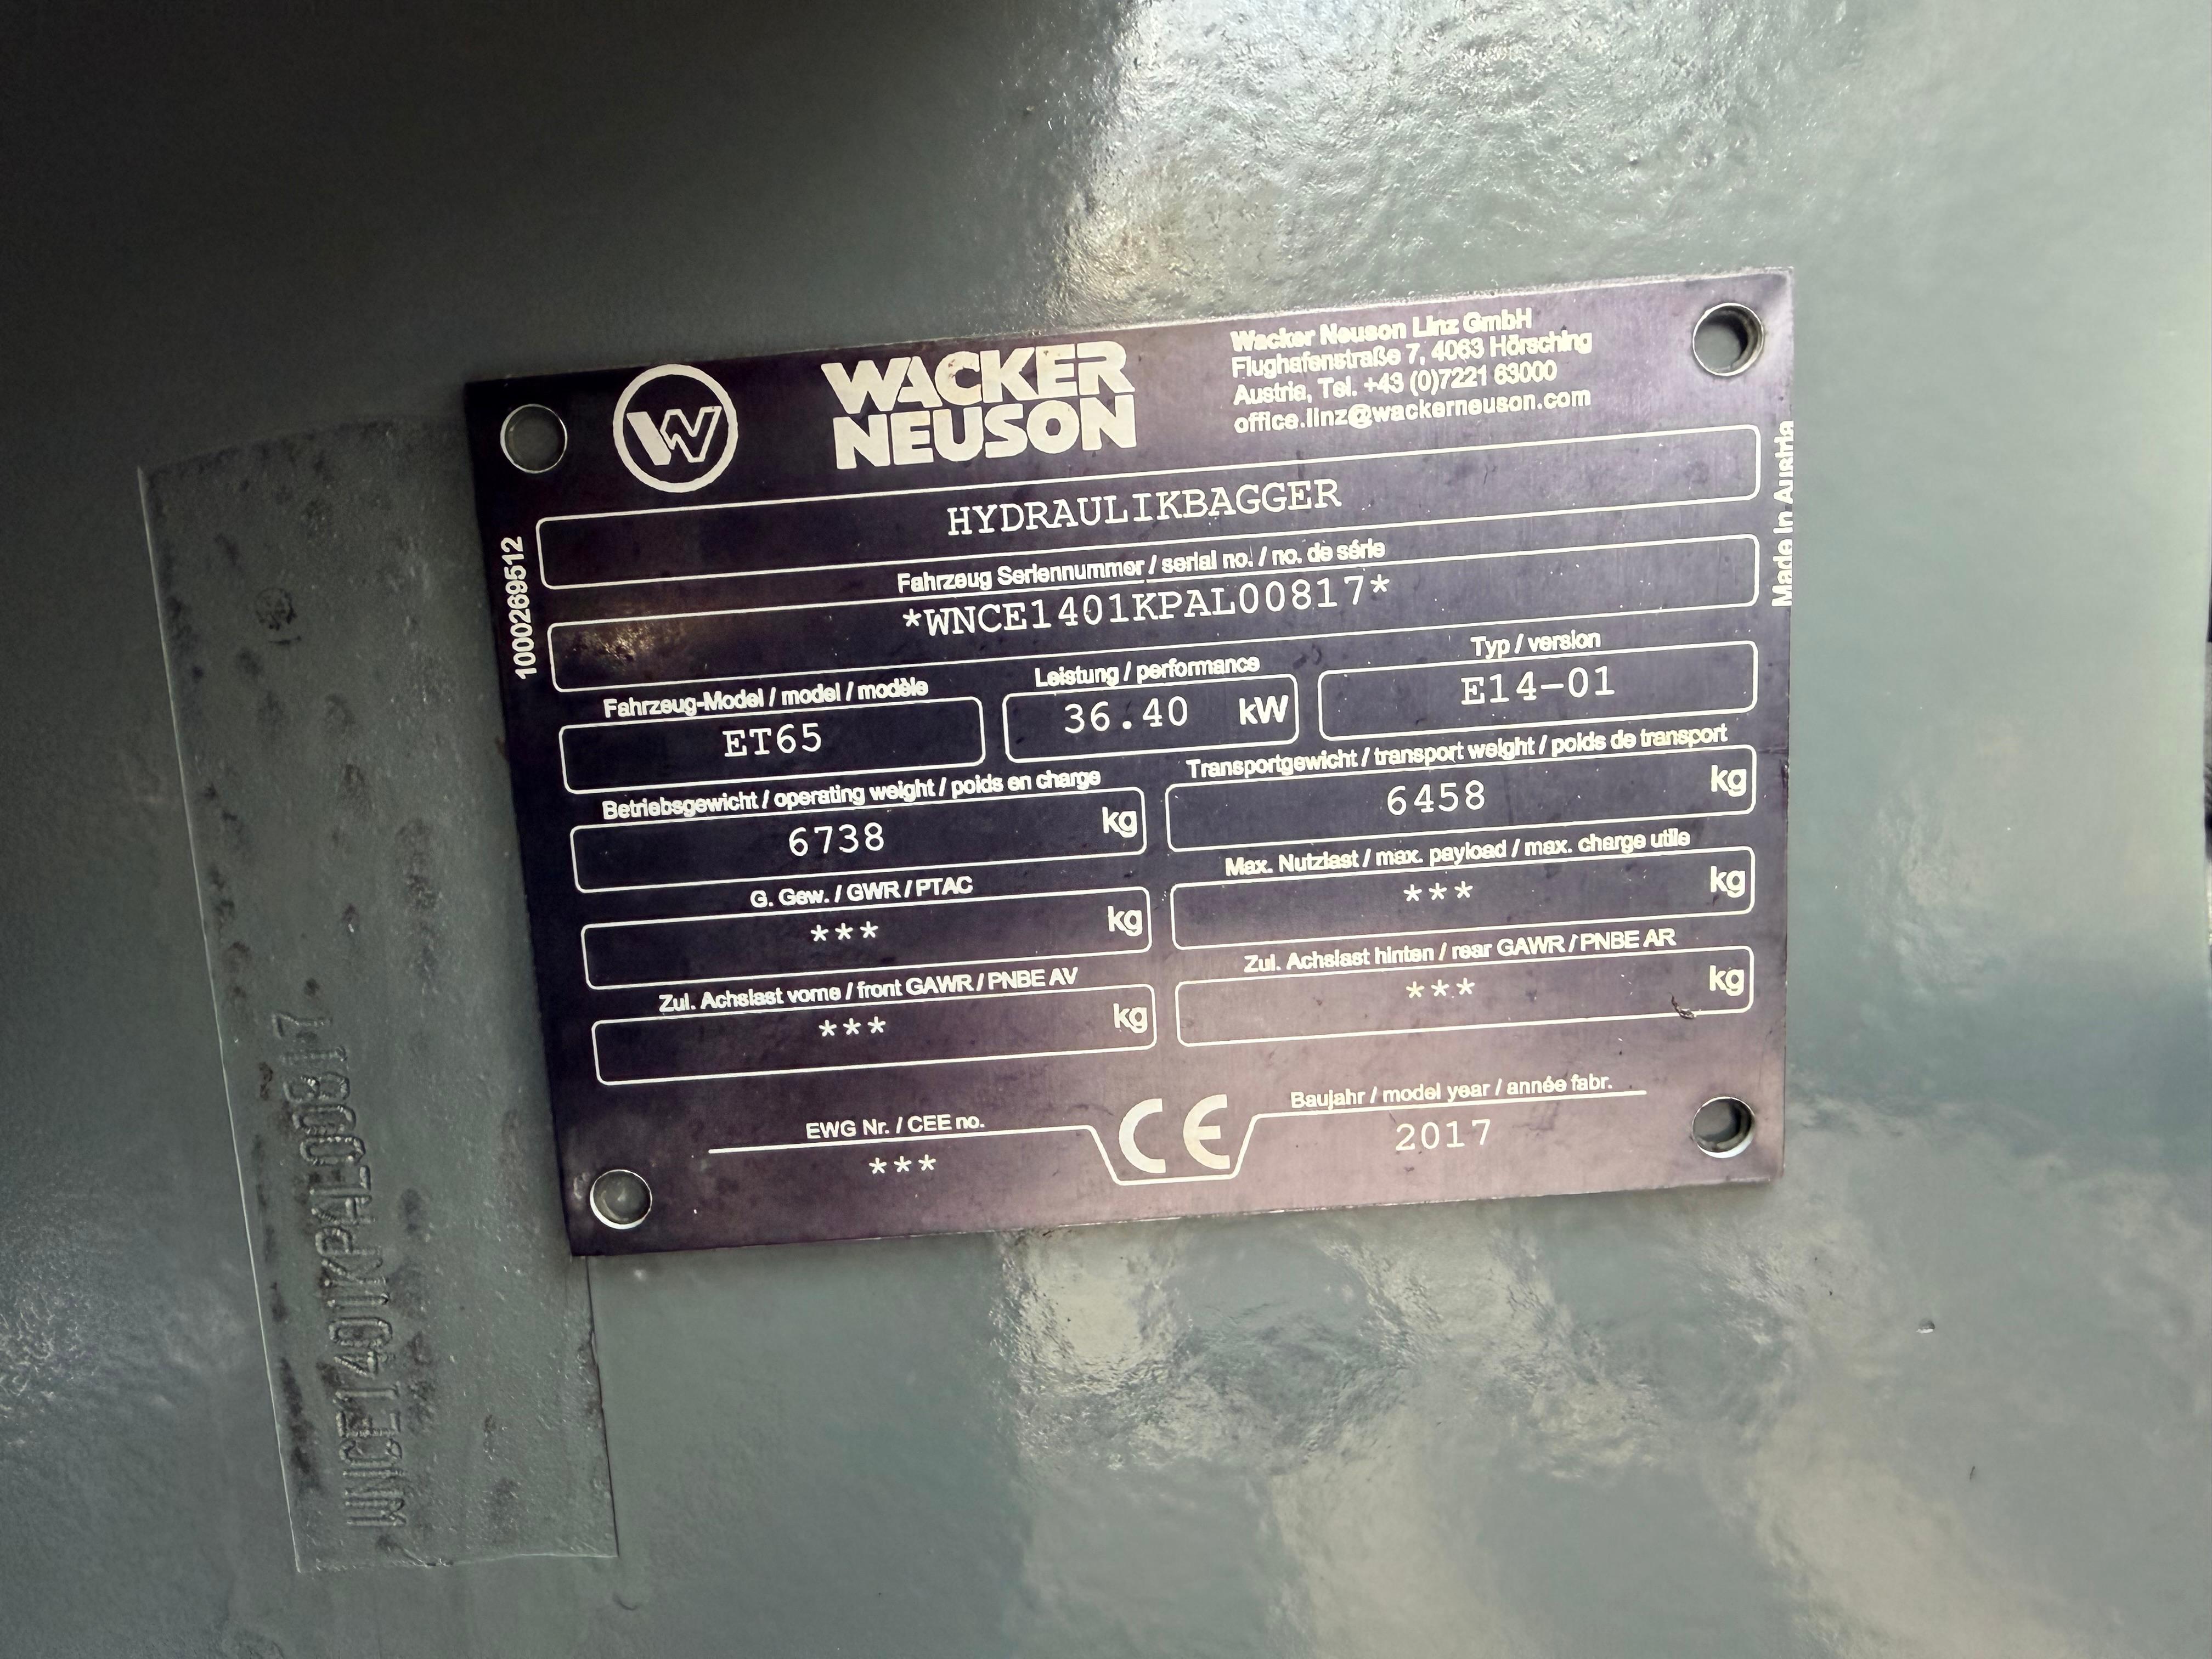 WACKER
NEUSON
Wacker Neuson Linz GmbH
Flughafenstraße 7, 4063 Hörsching
Austria, Tel. +43 (0)7221 63000
office.linz@wackerneuson.com
Made in Austria
1000269512
HYDRAULIKBAGGER
Fahrzeug Seriennummer / serial no. / no. de série
*WNCE1401KPAL00817*
Fahrzeug-Model / model / modèle
ET65
Leistung / performance
36.40 kW
Typ / version
E14-01
Betriebsgewicht / operating weight / poids en charge
6738 kg
Transportgewicht / transport weight / poids de transport
6458 kg
G. Gew. / GWR / PTAC
*** kg
Max. Nutzlast / max. payload / max. charge utile
*** kg
Zul. Achslast vorne / front GAWR / PNBE AV
*** kg
Zul. Achslast hinten / rear GAWR / PNBE AR
*** kg
EWG Nr. / CEE no.
***
CE
Baujahr / model year / année fabr.
2017
WNCE1401KPAL00817